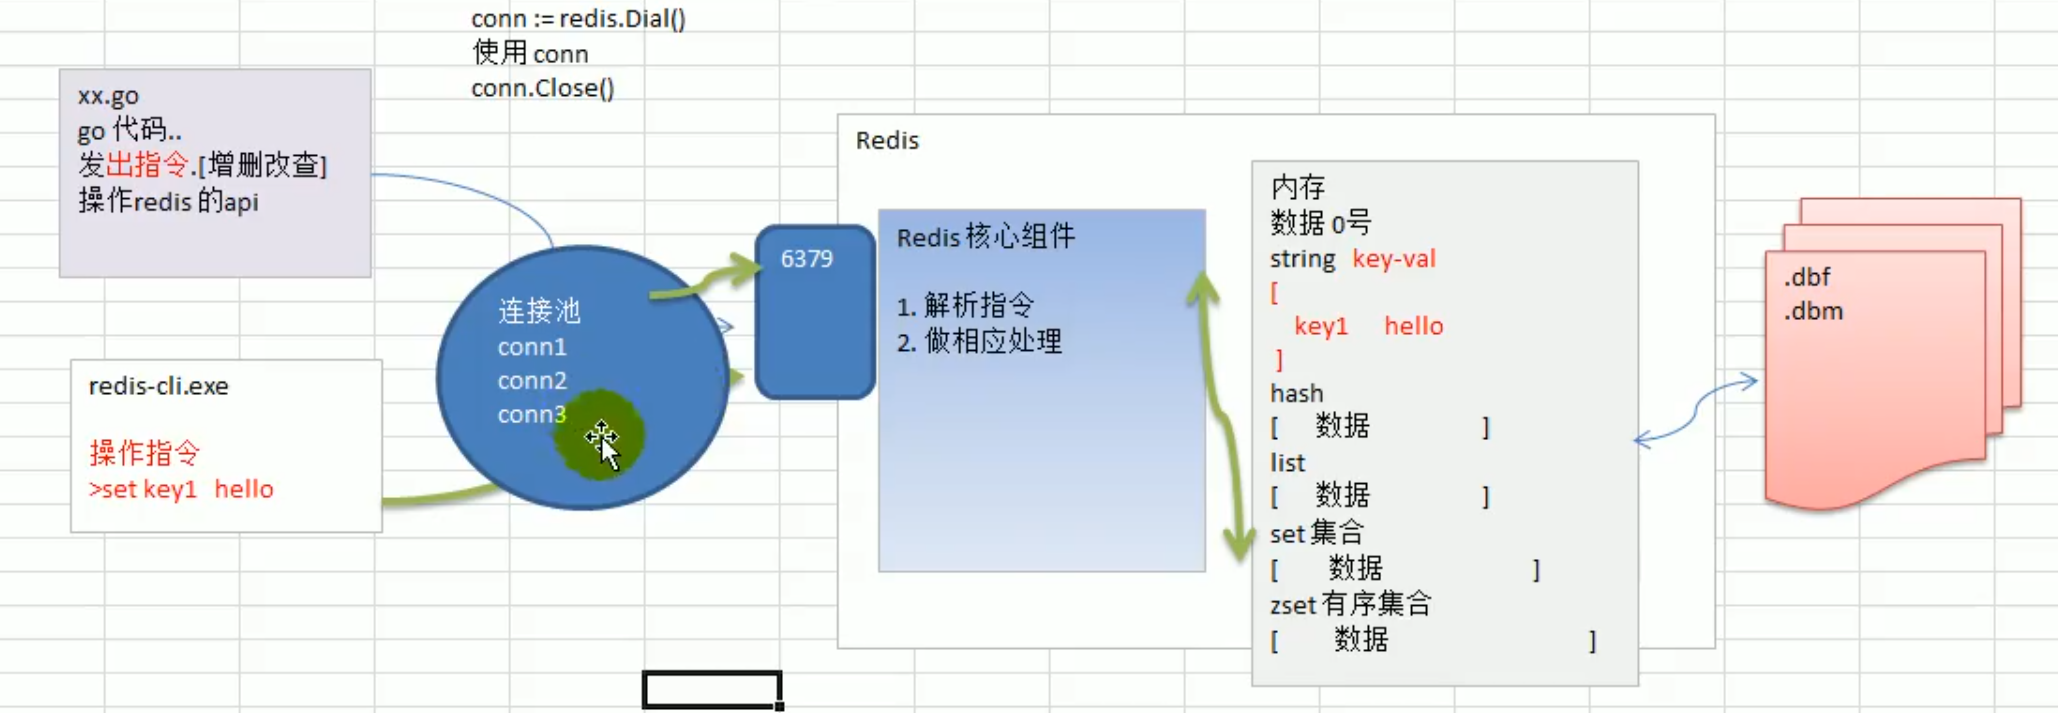 conn := redis.Dial()
使用 conn
conn.Close()
xx.go
go 代码..
发出指令.[增删改查]
操作redis 的api
redis-cli.exe
操作指令
>set key1 hello
连接池
conn1
conn2
conn3
6379
Redis
Redis 核心组件
1. 解析指令
2. 做相应处理
内存
数据 0号
string key-val
[
key1 hello
]
hash
[ 数据 ]
list
[ 数据 ]
set 集合
[ 数据 ]
zset 有序集合
[ 数据 ]
.dbf
.dbm